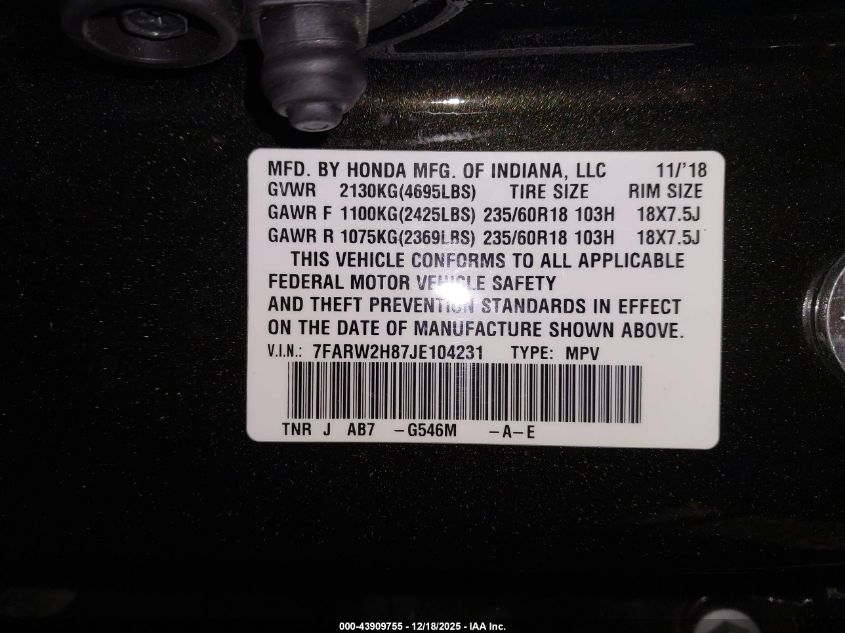 MFD. BY HONDA MFG. OF INDIANA, LLC 11/'18
GVWR 2130KG(4695LBS) TIRE SIZE RIM SIZE
GAWR F 1100KG(2425LBS) 235/60R18 103H 18X7.5J
GAWR R 1075KG(2369LBS) 235/60R18 103H 18X7.5J
THIS VEHICLE CONFORMS TO ALL APPLICABLE
FEDERAL MOTOR VEHICLE SAFETY
AND THEFT PREVENTION STANDARDS IN EFFECT
ON THE DATE OF MANUFACTURE SHOWN ABOVE.
V.I.N.: 7FARW2H87JE104231 TYPE: MPV
TNR J AB7 -G546M -A-E
000-43909755 - 12/18/2025 - IAA Inc.